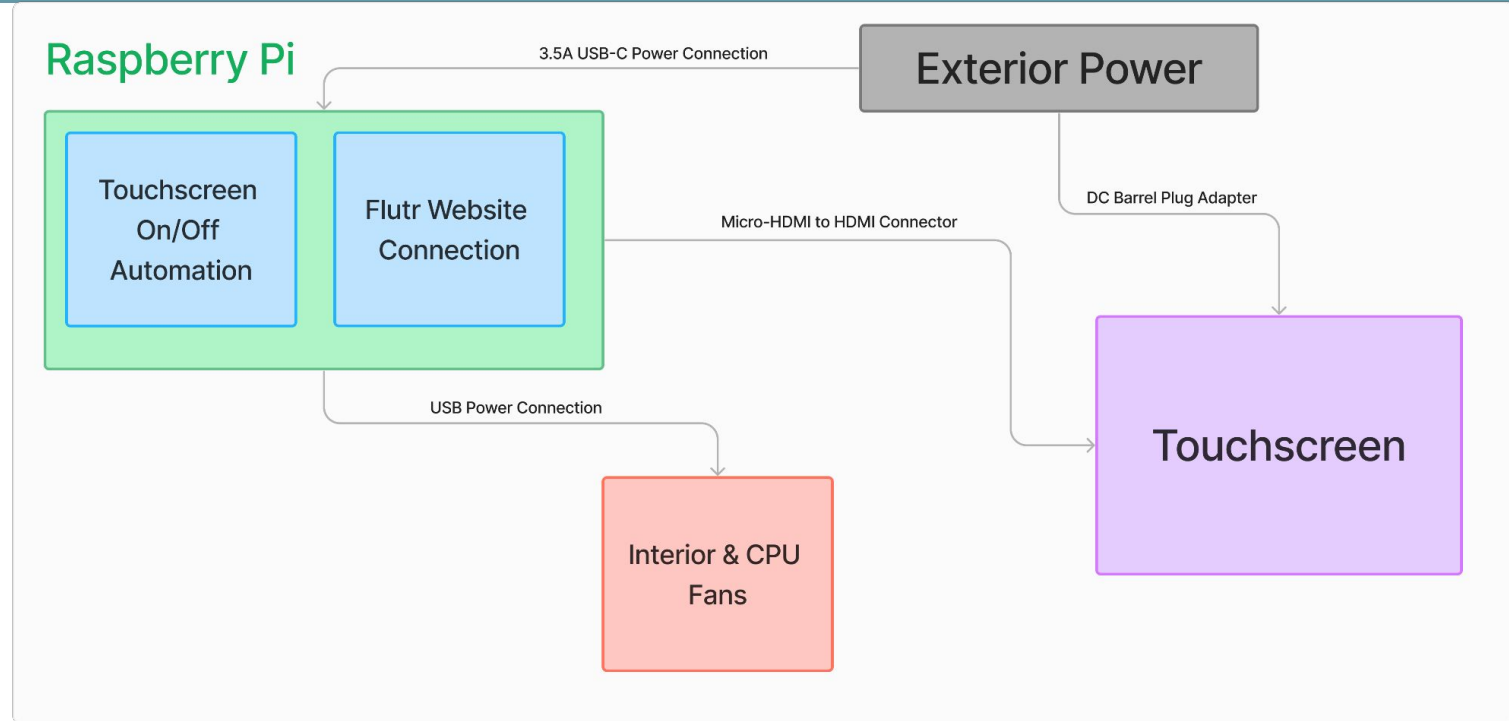 Raspberry Pi
3.5A USB-C Power Connection
Exterior Power
Touchscreen
On/Off
Automation
Flutr Website
Connection
Micro-HDMI to HDMI Connector
DC Barrel Plug Adapter
USB Power Connection
Touchscreen
Interior & CPU
Fans